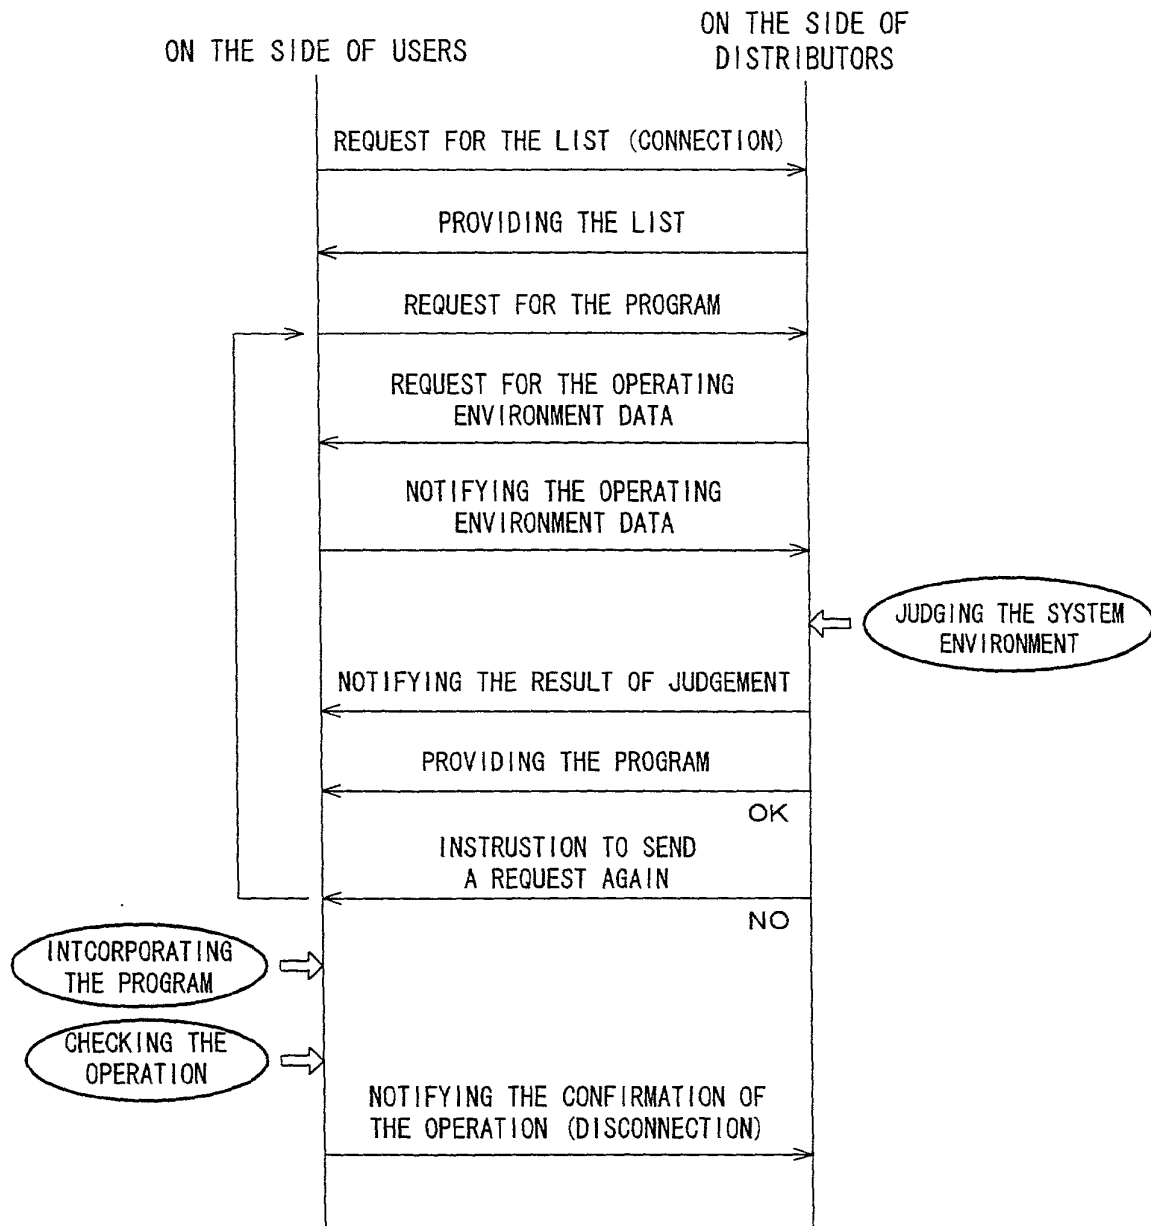 ON THE SIDE OF USERS
ON THE SIDE OF
DISTRIBUTORS
REQUEST FOR THE LIST (CONNECTION)
PROVIDING THE LIST
REQUEST FOR THE PROGRAM
REQUEST FOR THE OPERATING
ENVIRONMENT DATA
NOTIFYING THE OPERATING
ENVIRONMENT DATA
JUDGING THE SYSTEM
ENVIRONMENT
NOTIFYING THE RESULT OF JUDGEMENT
PROVIDING THE PROGRAM
OK
INSTRUSTION TO SEND
A REQUEST AGAIN
NO
INTCORPORATING
THE PROGRAM
CHECKING THE
OPERATION
NOTIFYING THE CONFIRMATION OF
THE OPERATION (DISCONNECTION)